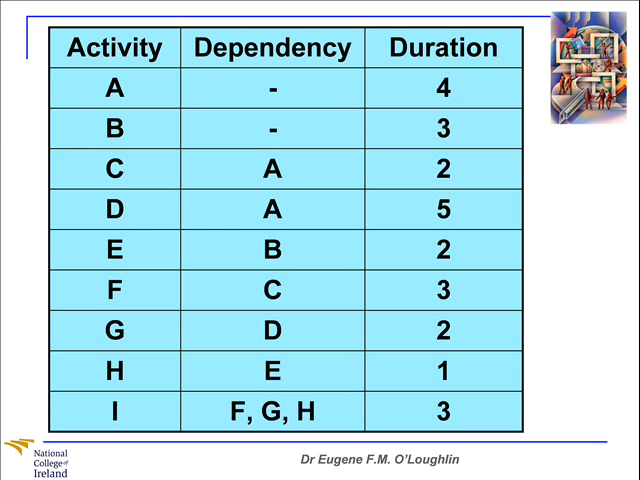 Activity Dependency Duration
A - 4
B - 3
C A 2
D A 5
E B 2
F C 3
G D 2
H E 1
I F, G, H 3
National
College of
Ireland
Dr Eugene F.M. O'Loughlin